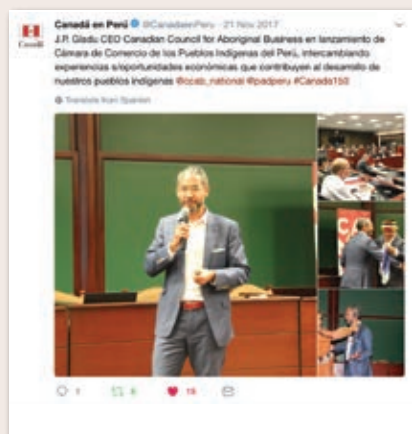 Canadá en Perú @CanadaenPeru · 21 Nov 2017
J.P. Gladu CEO Canadian Council for Aboriginal Business en lanzamiento de
Cámara de Comercio de los Pueblos Indígenas del Perú, intercambiando
experiencias s/oportunidades económicas que contribuyen al desarrollo de
nuestros pueblos indígenas @ccab_national @ipadperu #Canada150
Translate from Spanish
Canada
1
15